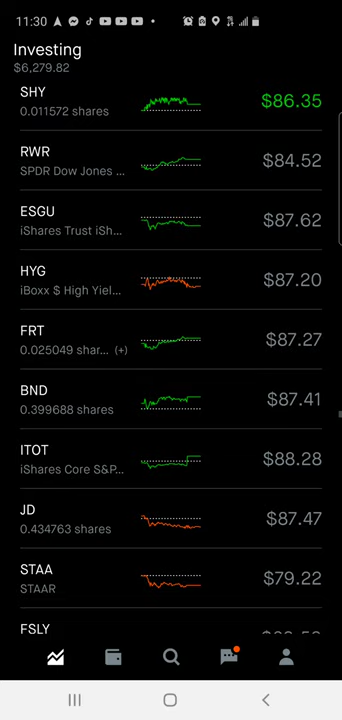 11:30
Investing
$6,279.82
SHY
0.011572 shares
$86.35
RWR
SPDR Dow Jones ...
$84.52
ESGU
iShares Trust iSh...
$87.62
HYG
iBoxx $ High Yiel...
$87.20
FRT
0.025049 shar... (+)
$87.27
BND
0.399688 shares
$87.41
ITOT
iShares Core S&P...
$88.28
JD
0.434763 shares
$87.47
STAA
STAAR
$79.22
FSLY